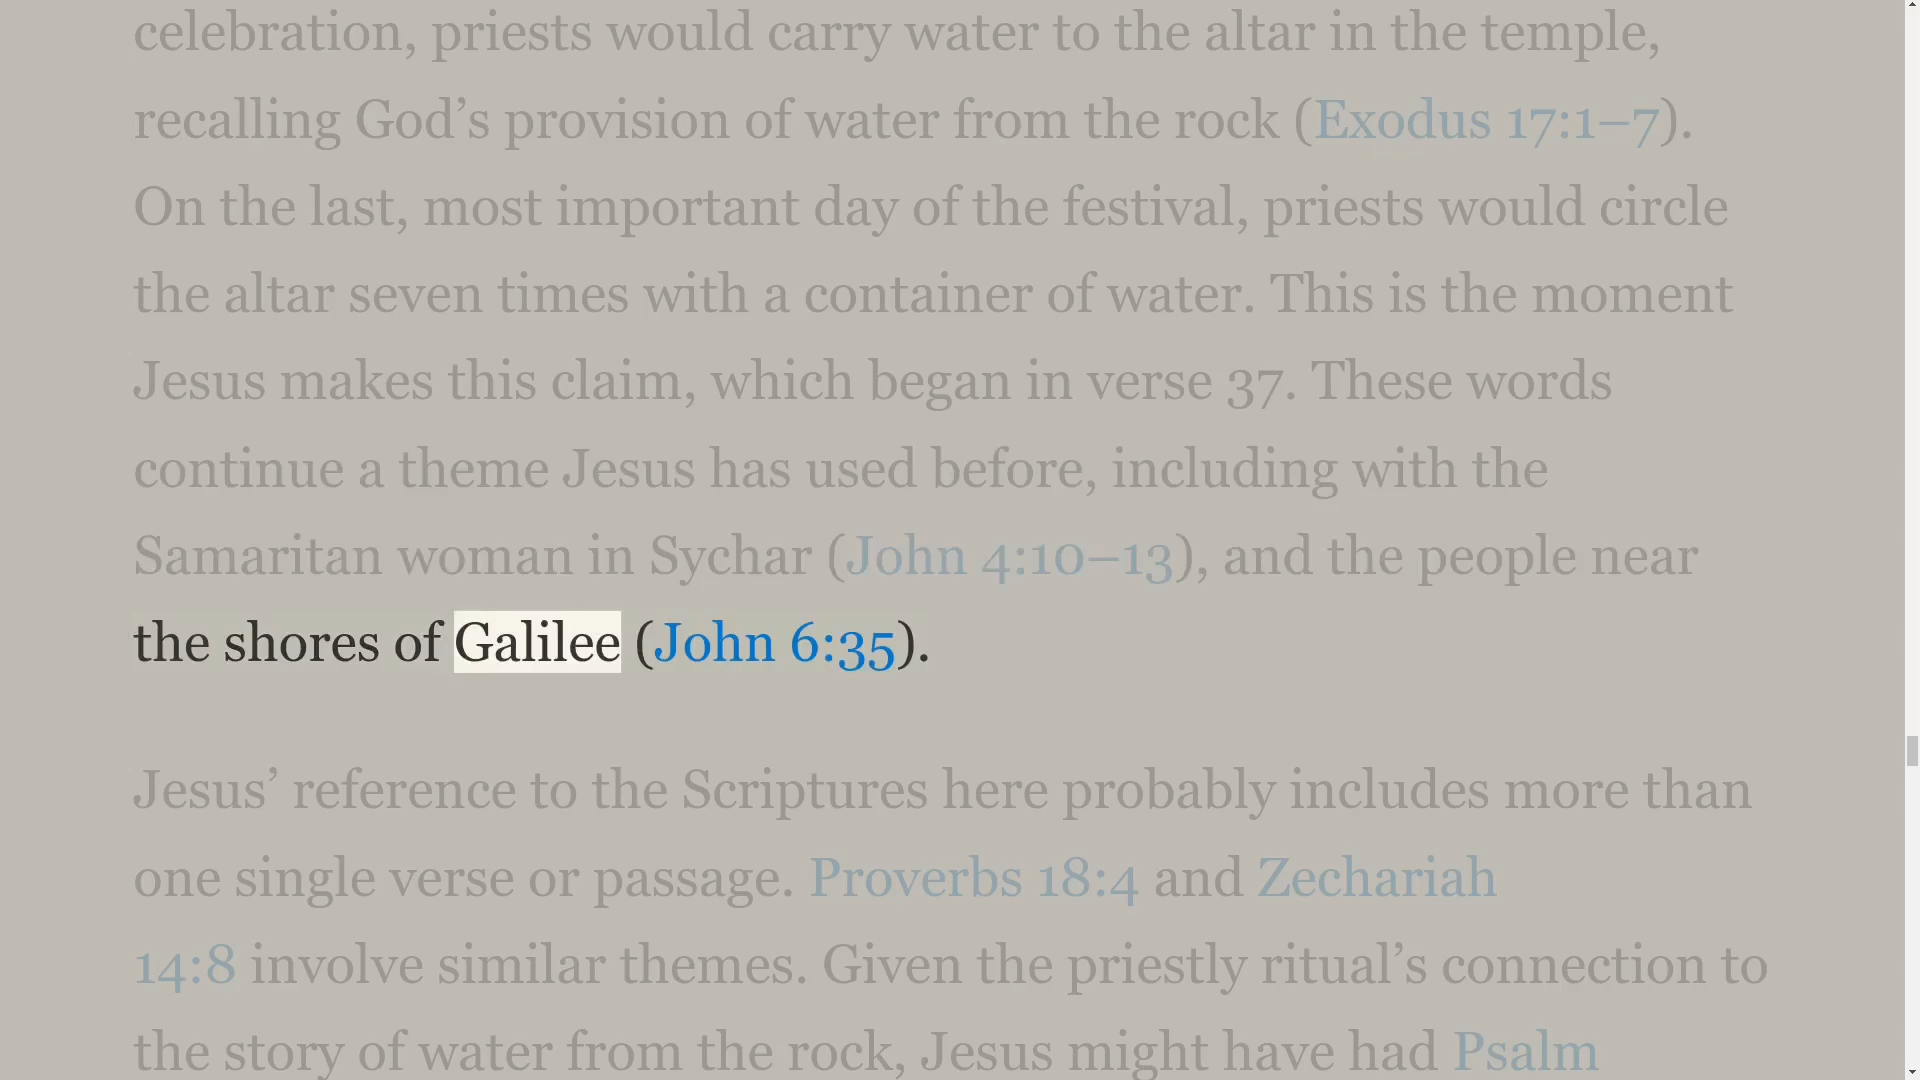 celebration, priests would carry water to the altar in the temple,
recalling God’s provision of water from the rock (Exodus 17:1–7).
On the last, most important day of the festival, priests would circle
the altar seven times with a container of water. This is the moment
Jesus makes this claim, which began in verse 37. These words
continue a theme Jesus has used before, including with the
Samaritan woman in Sychar (John 4:10–13), and the people near
the shores of Galilee (John 6:35).
Jesus’ reference to the Scriptures here probably includes more than
one single verse or passage. Proverbs 18:4 and Zechariah
14:8 involve similar themes. Given the priestly ritual’s connection to
the story of water from the rock, Jesus might have had Psalm